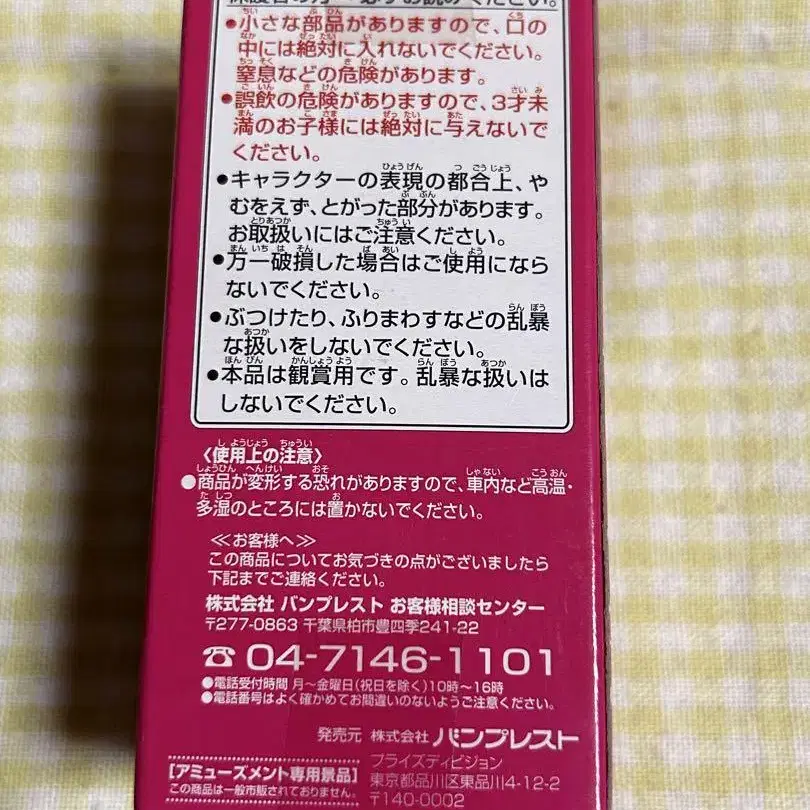 保護者の方へ 必ずお読みください。
●小さな部品がありますので、口の
中には絶対に入れないでください。
窒息などの危険があります。
●誤飲の危険がありますので、3才未
満のお子様には絶対に与えないで
ください。
●キャラクターの表現の都合上、や
むをえず、とがった部分があります。
お取扱いにはご注意ください。
●万一破損した場合はご使用になら
ないでください。
●ぶつけたり、ふりまわすなどの乱暴
な扱いをしないでください。
●本品は観賞用です。乱暴な扱いは
しないでください。
〈使用上の注意〉
●商品が変形する恐れがありますので、車内など高温・
多湿のところには置かないでください。
≪お客様へ≫
この商品についてお気づきの点がございましたら
下記までご連絡ください。
株式会社 バンプレスト お客様相談センター
〒277-0863 千葉県柏市豊四季241-22
☎ 04-7146-1101
●電話受付時間 月〜金曜日(祝日を除く)10時〜16時
●電話番号はよく確かめてお間違いのないようご注意ください。
発売元 株式会社 バンプレスト
プライズディビジョン
東京都品川区東品川4-12-2
〒140-0002
[アミューズメント専用景品]
この商品は一般市販されておりません。